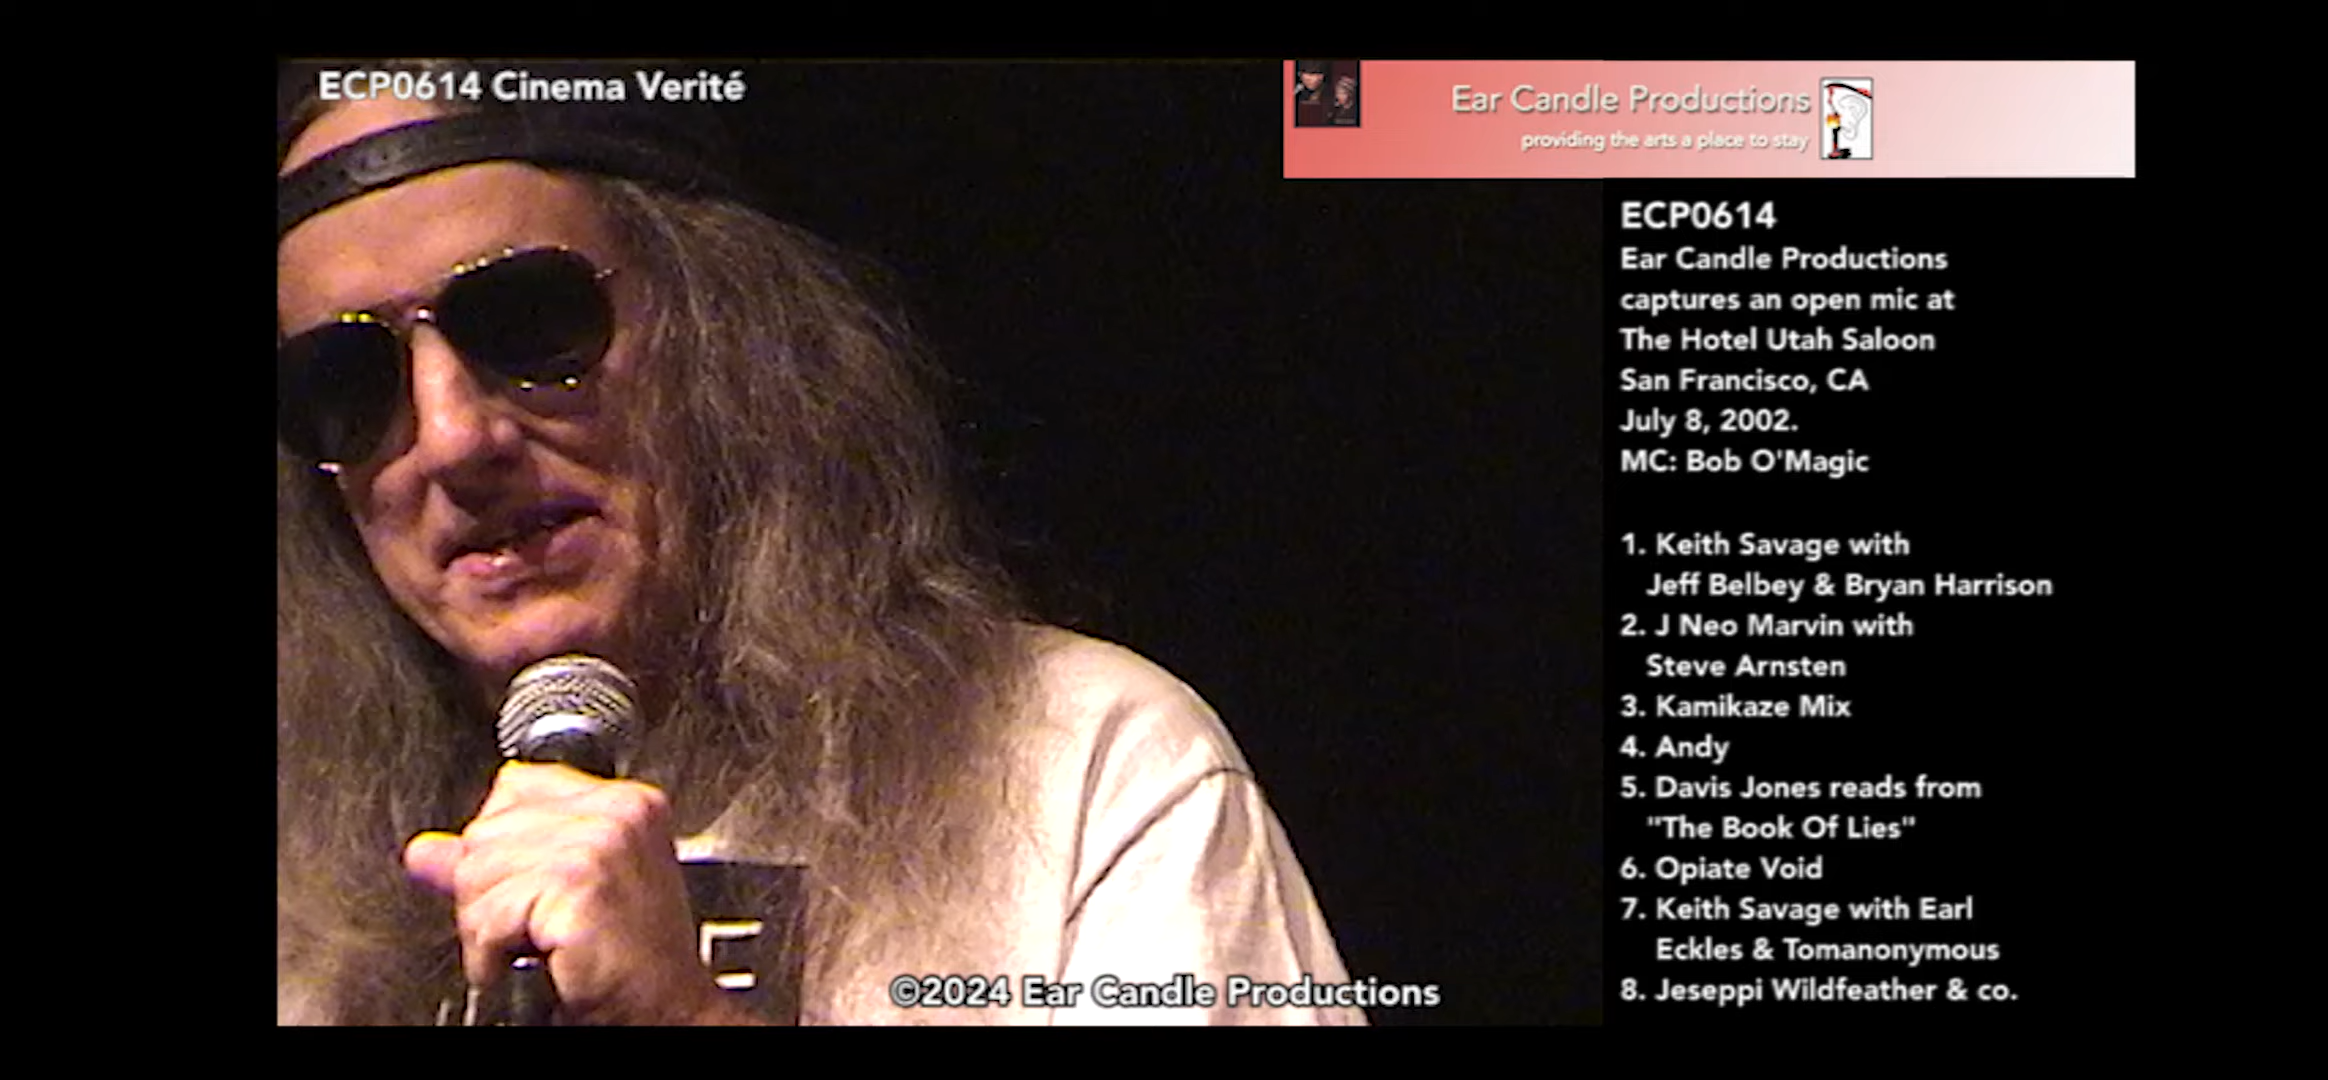 ECP0614 Cinema Verité
Ear Candle Productions
providing the arts a place to stay
ECP0614
Ear Candle Productions
captures an open mic at
The Hotel Utah Saloon
San Francisco, CA
July 8, 2002.
MC: Bob O'Magic
1. Keith Savage with
Jeff Belbey & Bryan Harrison
2. J Neo Marvin with
Steve Arnsten
3. Kamikaze Mix
4. Andy
5. Davis Jones reads from
"The Book Of Lies"
6. Opiate Void
7. Keith Savage with Earl
Eckles & Tomanonymous
8. Jeseppi Wildfeather & co.
E
©2024 Ear Candle Productions